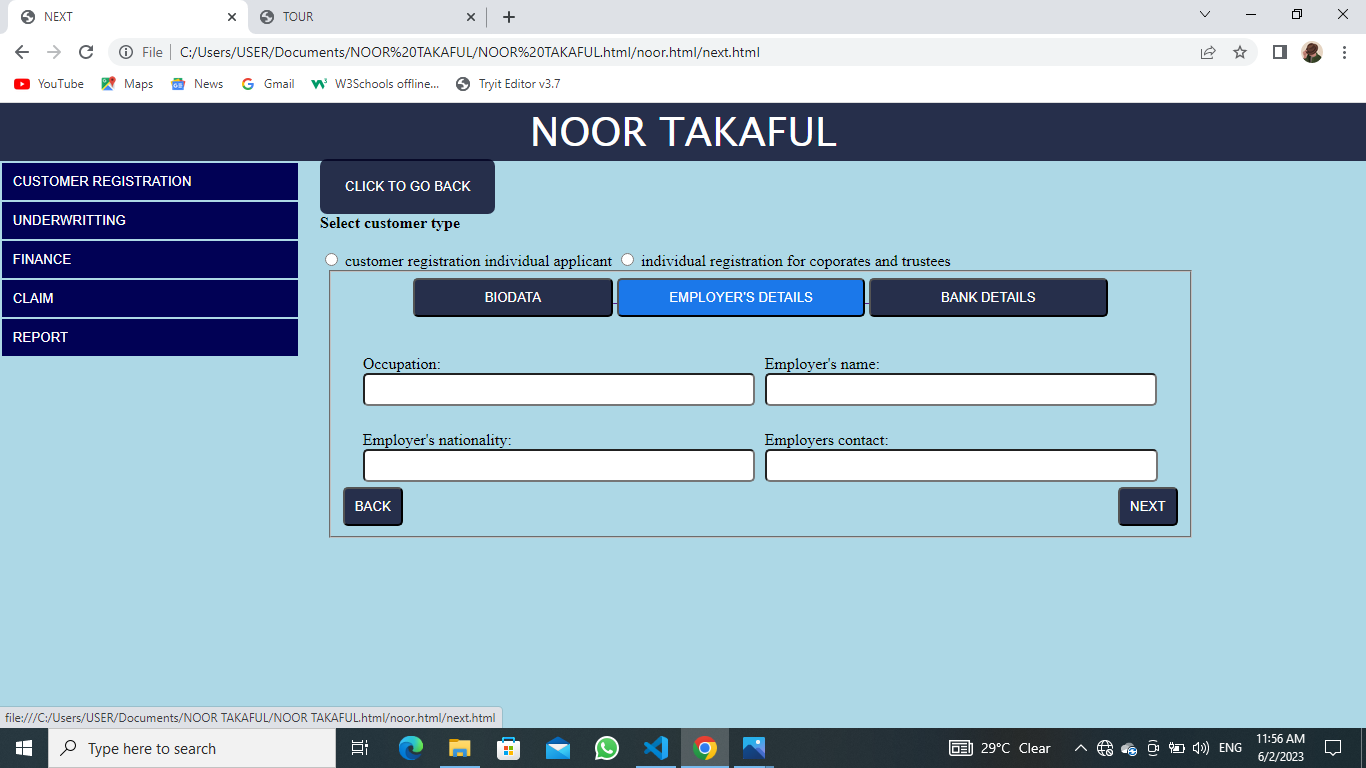 NEXT
TOUR
File
C:/Users/USER/Documents/NOOR%20TAKAFUL/NOOR%20TAKAFUL.html/noor.html/next.html
YouTube Maps News Gmail W3Schools offline... Tryit Editor v3.7
NOOR TAKAFUL
CUSTOMER REGISTRATION
UNDERWRITTING
FINANCE
CLAIM
REPORT
CLICK TO GO BACK
Select customer type
customer registration individual applicant individual registration for coporates and trustees
BIODATA EMPLOYER'S DETAILS BANK DETAILS
Occupation: Employer's name:
Employer's nationality: Employers contact:
BACK NEXT
file:///C:/Users/USER/Documents/NOOR TAKAFUL/NOOR TAKAFUL.html/noor.html/next.html
Type here to search
29°C Clear
ENG
11:56 AM
6/2/2023